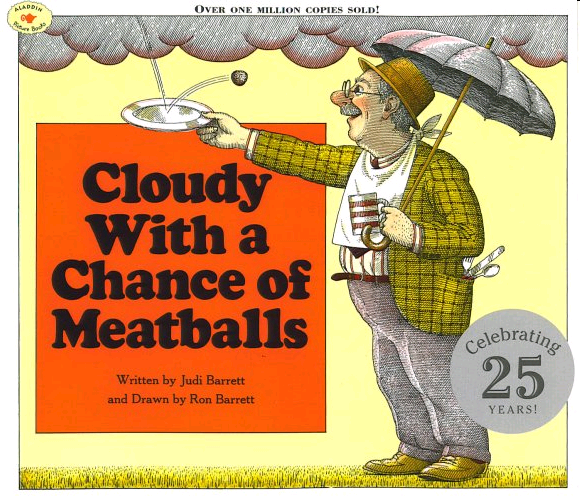 OVER ONE MILLION COPIES SOLD!
ALADDIN
Picture Books
Cloudy
With a
Chance of
Meatballs
Written by Judi Barrett
and Drawn by Ron Barrett
Celebrating
25
YEARS!